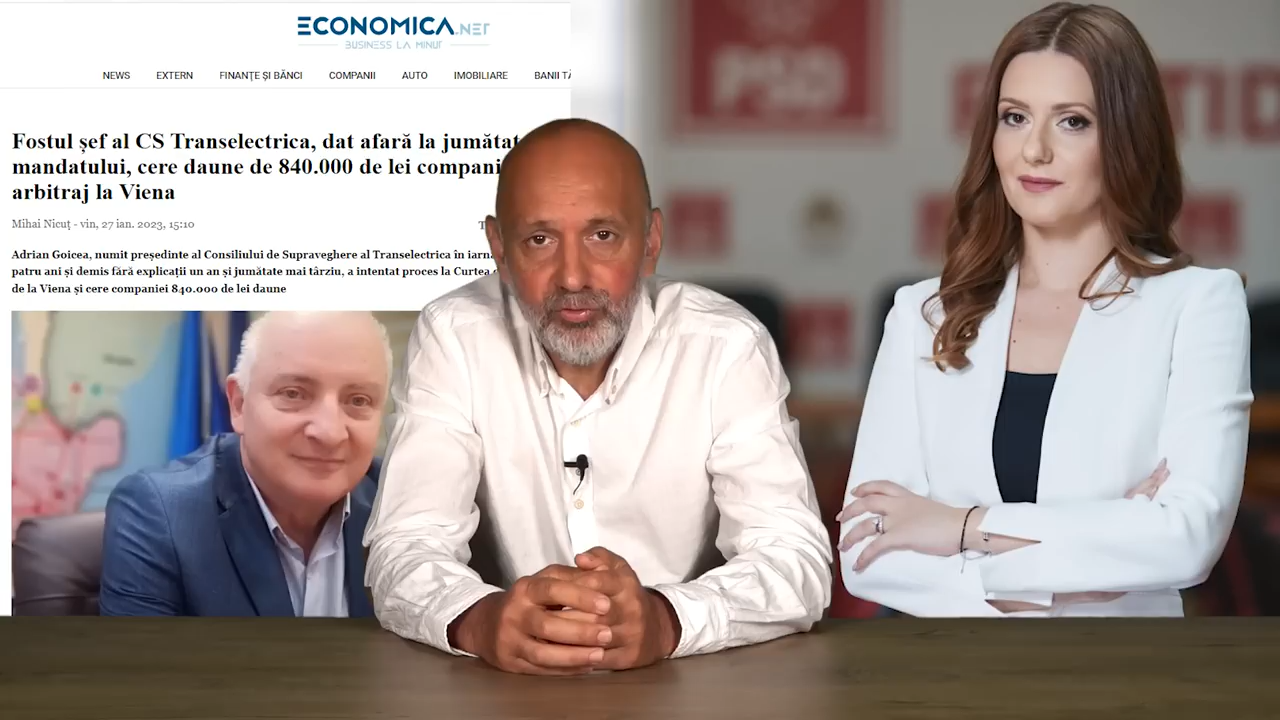 ECONOMICA.NET
BUSINESS LA MINUT
NEWS EXTERN FINANȚE ȘI BĂNCI COMPANII AUTO IMOBILIARE BANII
Fostul șef al CS Transelectrica, dat afară la
mandatului, cere daune de 840.000 de lei
arbitraj la Viena
Mihai Nicuț - vin, 27 ian. 2023, 15:10
Adrian Goicea, numit președinte al Consiliului de Supraveghere al Transelectrica în
patru ani și demis fără explicații un an și jumătate mai târziu, a intentat proces la Curtea
de la Viena și cere companiei 840.000 de lei daune
PSD